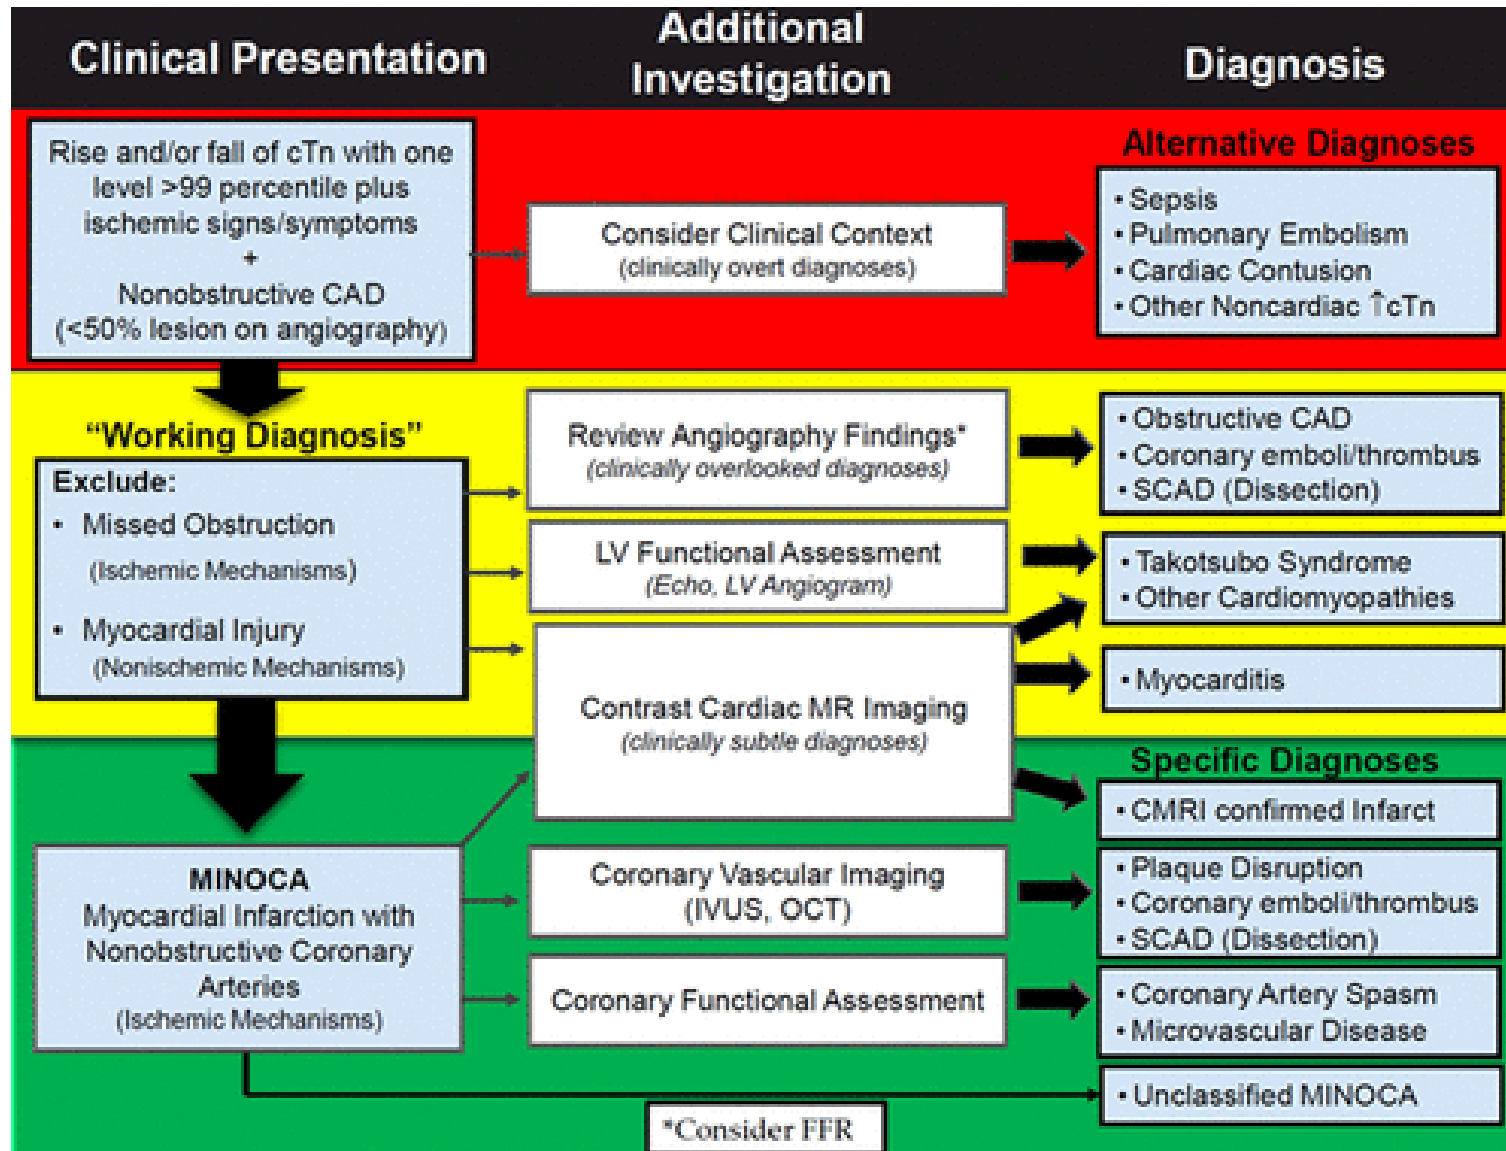 Clinical Presentation
Additional
Investigation
Diagnosis
Rise and/or fall of cTn with one
level >99 percentile plus
ischemic signs/symptoms
+
Nonobstructive CAD
(<50% lesion on angiography)
Consider Clinical Context
(clinically overt diagnoses)
Alternative Diagnoses
• Sepsis
• Pulmonary Embolism
• Cardiac Contusion
• Other Noncardiac ↑cTn
“Working Diagnosis”
Exclude:
• Missed Obstruction
(Ischemic Mechanisms)
• Myocardial Injury
(Nonischemic Mechanisms)
Review Angiography Findings*
(clinically overlooked diagnoses)
• Obstructive CAD
• Coronary emboli/thrombus
• SCAD (Dissection)
LV Functional Assessment
(Echo, LV Angiogram)
• Takotsubo Syndrome
• Other Cardiomyopathies
Contrast Cardiac MR Imaging
(clinically subtle diagnoses)
• Myocarditis
Specific Diagnoses
• CMRI confirmed Infarct
MINOCA
Myocardial Infarction with
Nonobstructive Coronary
Arteries
(Ischemic Mechanisms)
Coronary Vascular Imaging
(IVUS, OCT)
• Plaque Disruption
• Coronary emboli/thrombus
• SCAD (Dissection)
Coronary Functional Assessment
• Coronary Artery Spasm
• Microvascular Disease
• Unclassified MINOCA
*Consider FFR